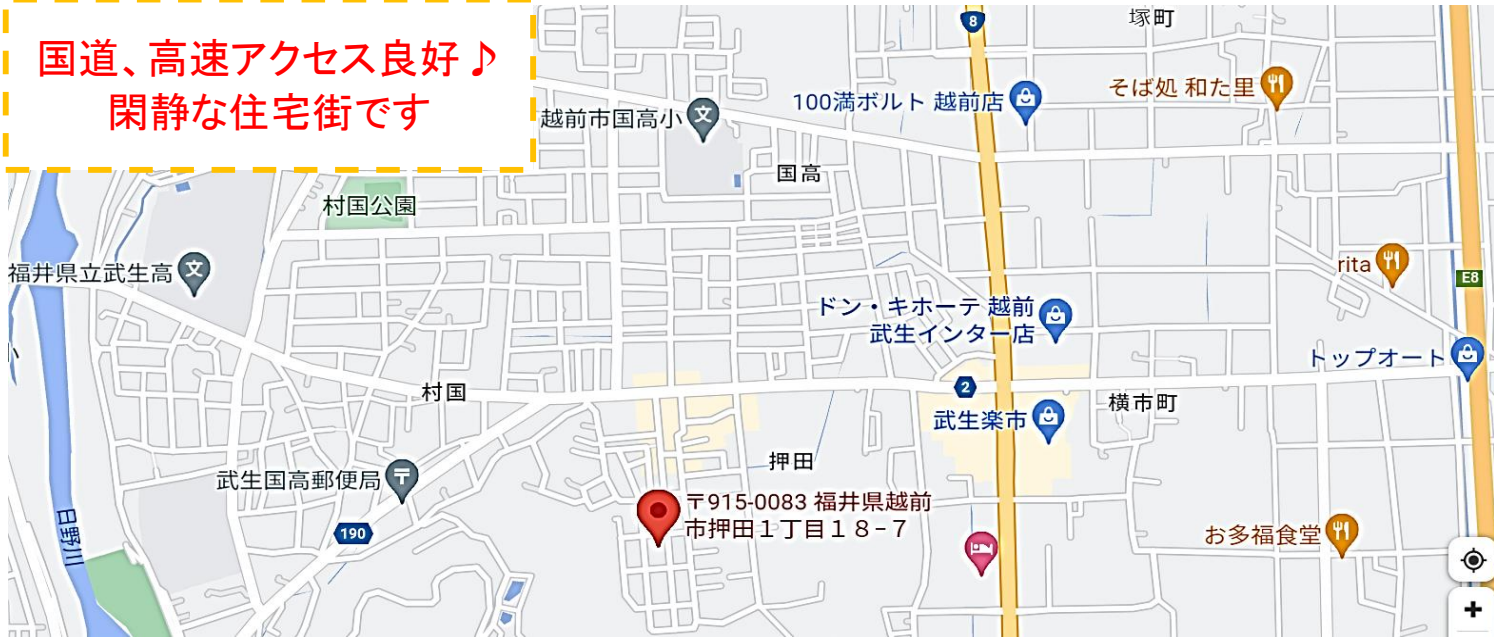 国道、高速アクセス良好♪
閑静な住宅街です
8
塚町
そば処 和た里
100満ボルト 越前店
越前市国高小
国高
村国公園
福井県立武生高
rita
E8
ドン・キホーテ 越前
武生インター店
トップオート
2
村国
横市町
武生楽市
押田
武生国高郵便局
〒915-0083 福井県越前
市押田1丁目18-7
190
日野川
お多福食堂